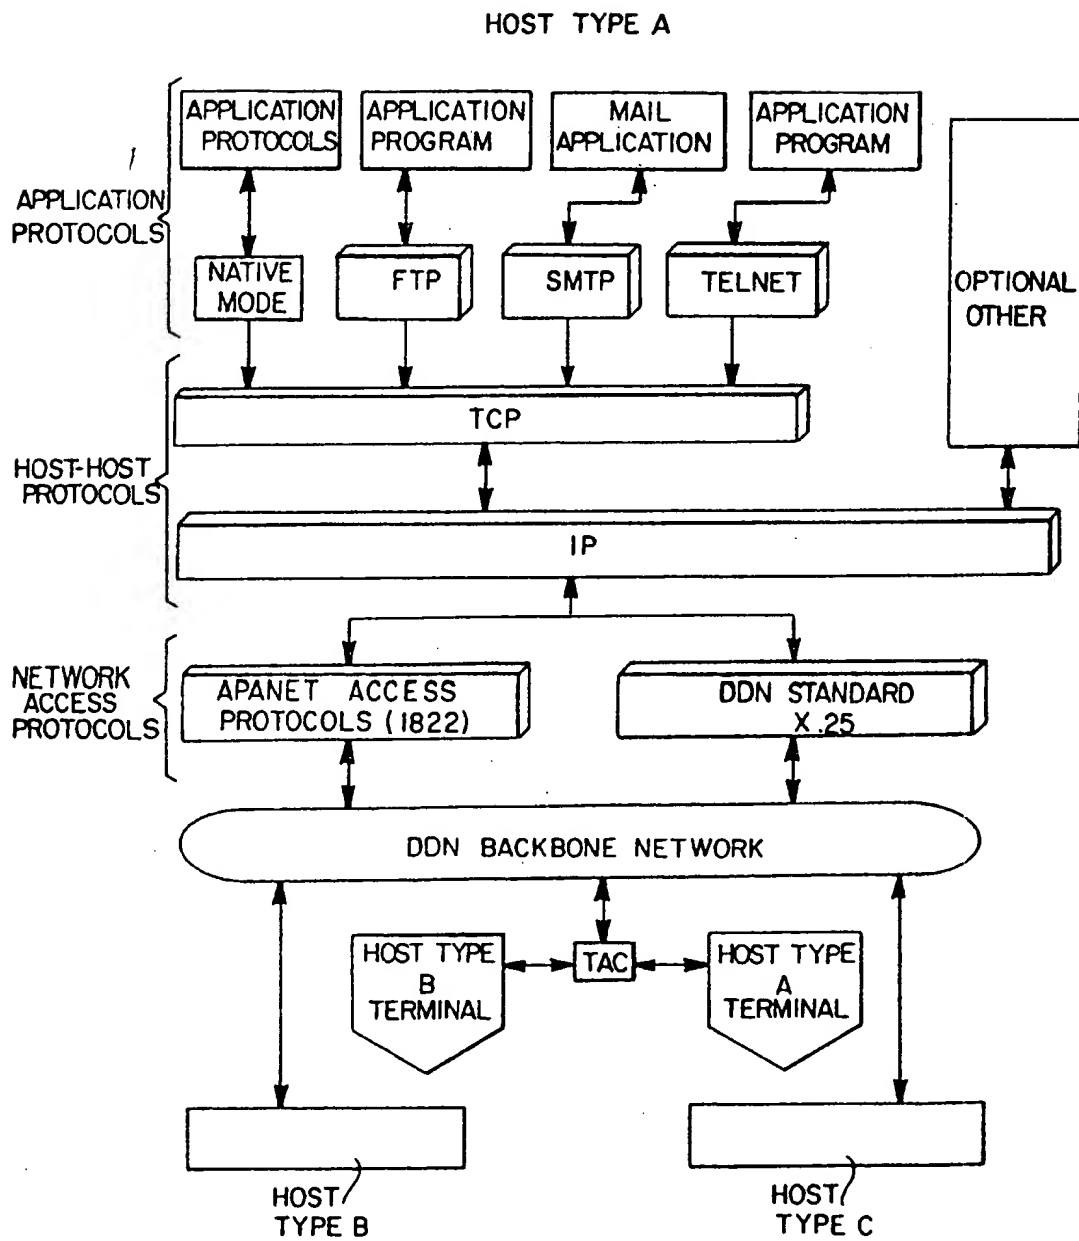 HOST TYPE A
APPLICATION
PROTOCOLS
APPLICATION
PROGRAM
MAIL
APPLICATION
APPLICATION
PROGRAM
APPLICATION
PROTOCOLS
NATIVE
MODE
FTP
SMTP
TELNET
OPTIONAL
OTHER
TCP
HOST-HOST
PROTOCOLS
IP
NETWORK
ACCESS
PROTOCOLS
APANET ACCESS
PROTOCOLS (1822)
DDN STANDARD
X.25
DDN BACKBONE NETWORK
HOST TYPE
B
TERMINAL
TAC
HOST TYPE
A
TERMINAL
HOST
TYPE B
HOST
TYPE C